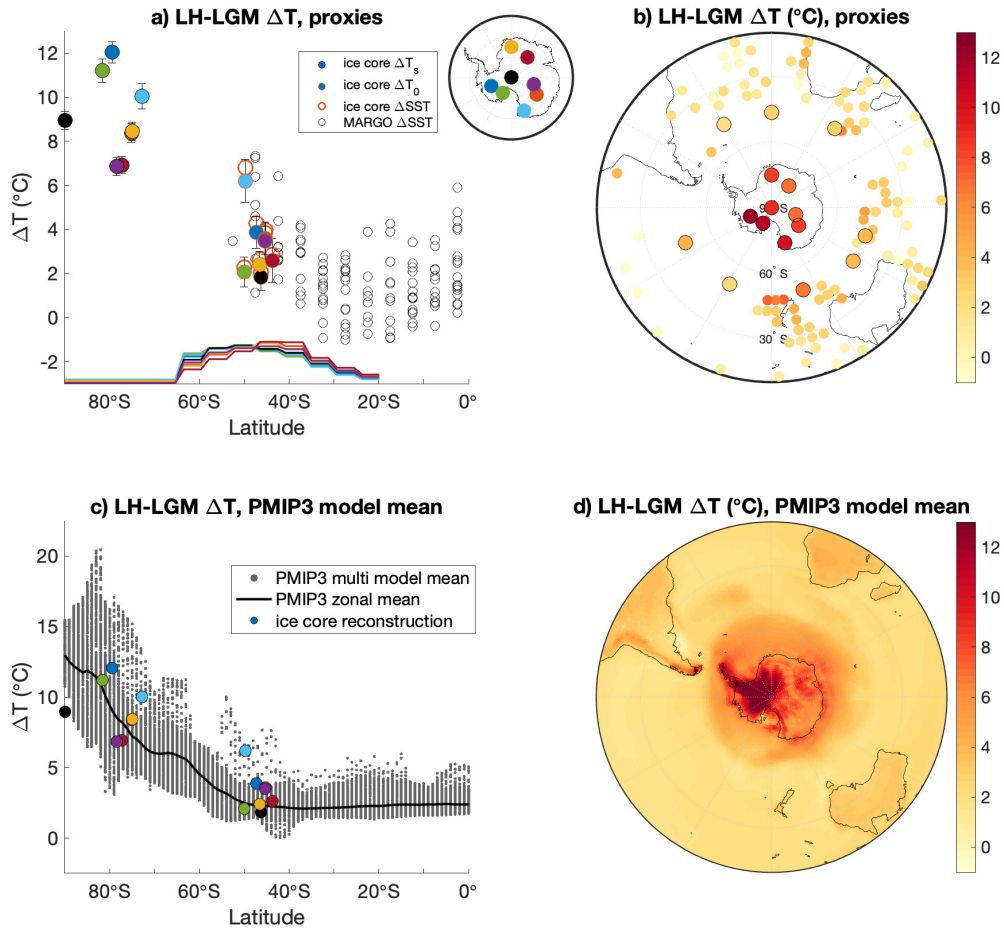 a) LH-LGM ΔT, proxies
12
10
8
6
4
2
0
-2
ΔT (°C)
80°S
60°S
40°S
20°S
0°
Latitude
ice core ΔTs
ice core ΔT0
ice core ΔSST
MARGO ΔSST
b) LH-LGM ΔT (°C), proxies
9 S
60° S
30° S
12
10
8
6
4
2
0
c) LH-LGM ΔT, PMIP3 model mean
20
15
10
5
0
ΔT (°C)
80°S
60°S
40°S
20°S
0°
Latitude
PMIP3 multi model mean
PMIP3 zonal mean
ice core reconstruction
d) LH-LGM ΔT (°C), PMIP3 model mean
12
10
8
6
4
2
0